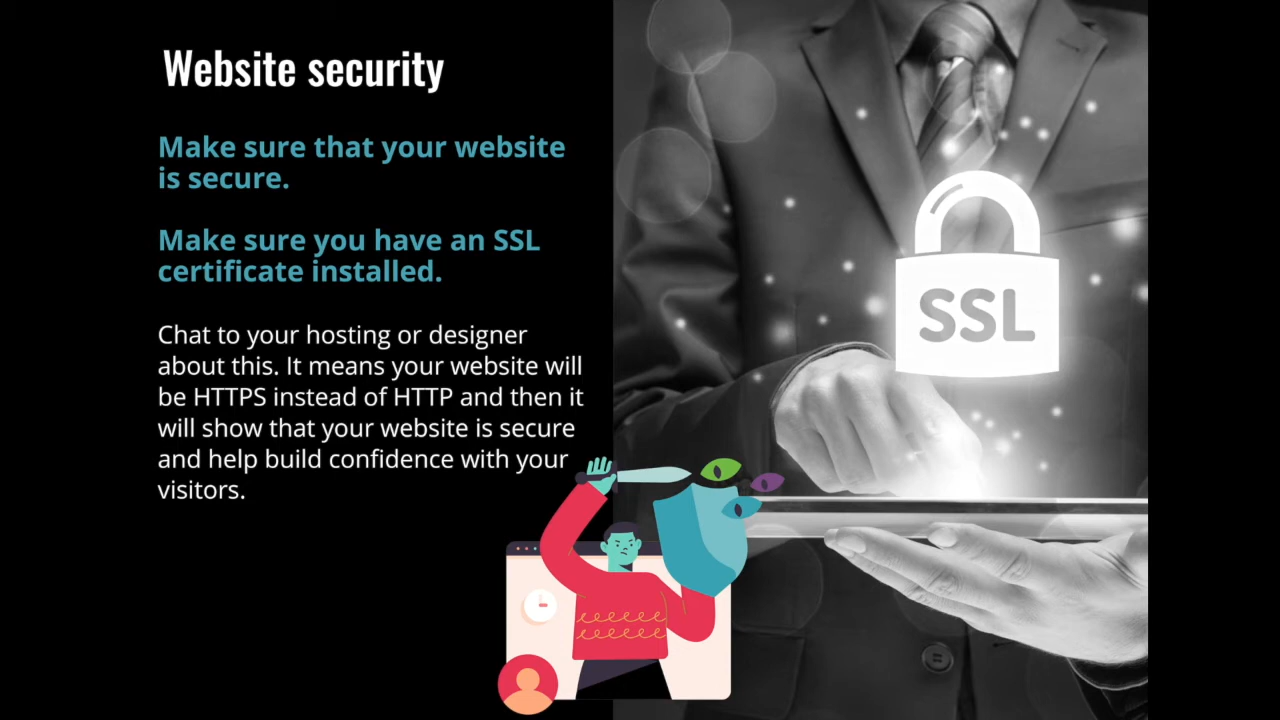 Website security
Make sure that your website
is secure.
Make sure you have an SSL
certificate installed.
Chat to your hosting or designer
about this. It means your website will
be HTTPS instead of HTTP and then it
will show that your website is secure
and help build confidence with your
visitors.
SSL